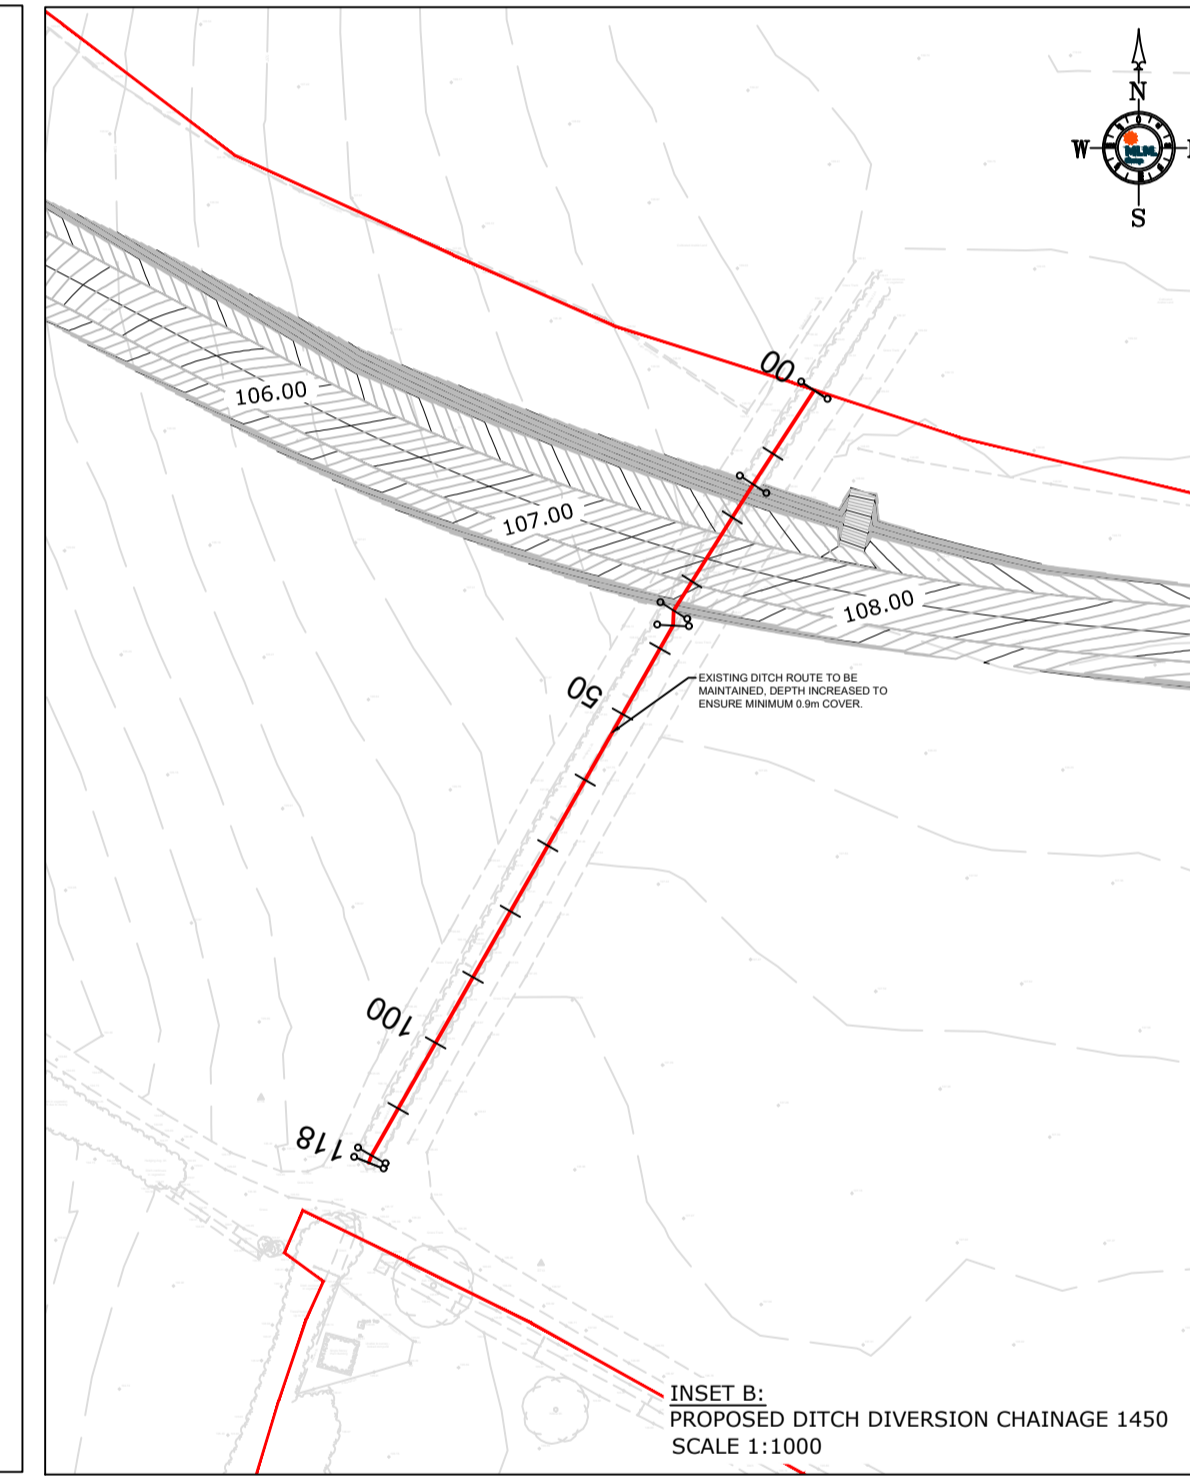 N
W
S
00
106.00
107.00
108.00
50
EXISTING DITCH ROUTE TO BE
MAINTAINED, DEPTH INCREASED TO
ENSURE MINIMUM 0.9m COVER.
100
118
INSET B:
PROPOSED DITCH DIVERSION CHAINAGE 1450
SCALE 1:1000